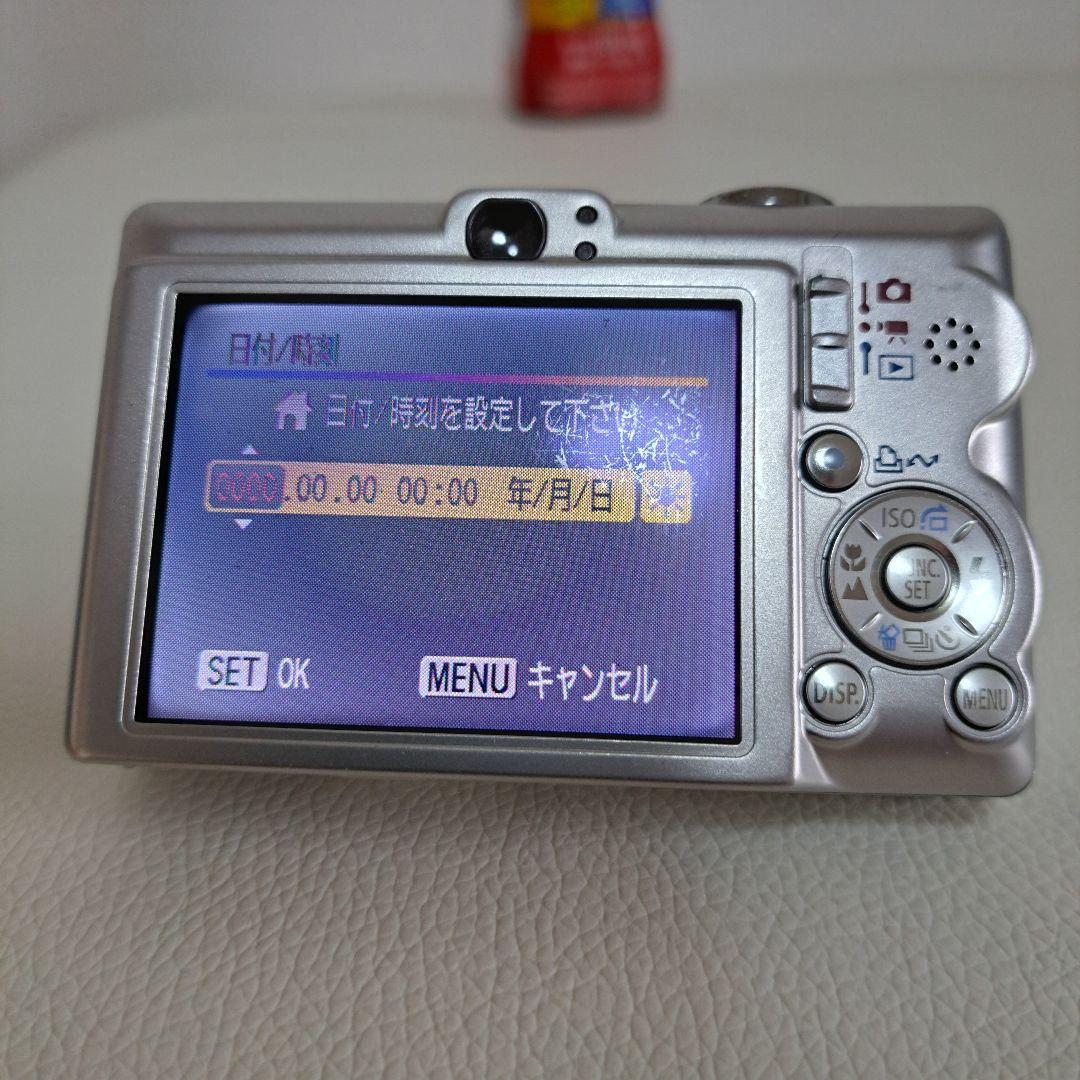 日付/時刻
日付/時刻を設定して下さい
0000.00.00 00:00 年/月/日
SET OK MENU キャンセル
ISO
FUNC.
SET
DISP.
MENU